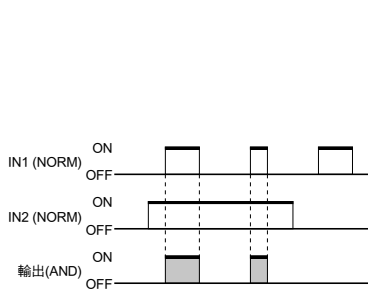 ON
IN1 (NORM)
OFF
ON
IN2 (NORM)
OFF
ON
輸出(AND)
OFF